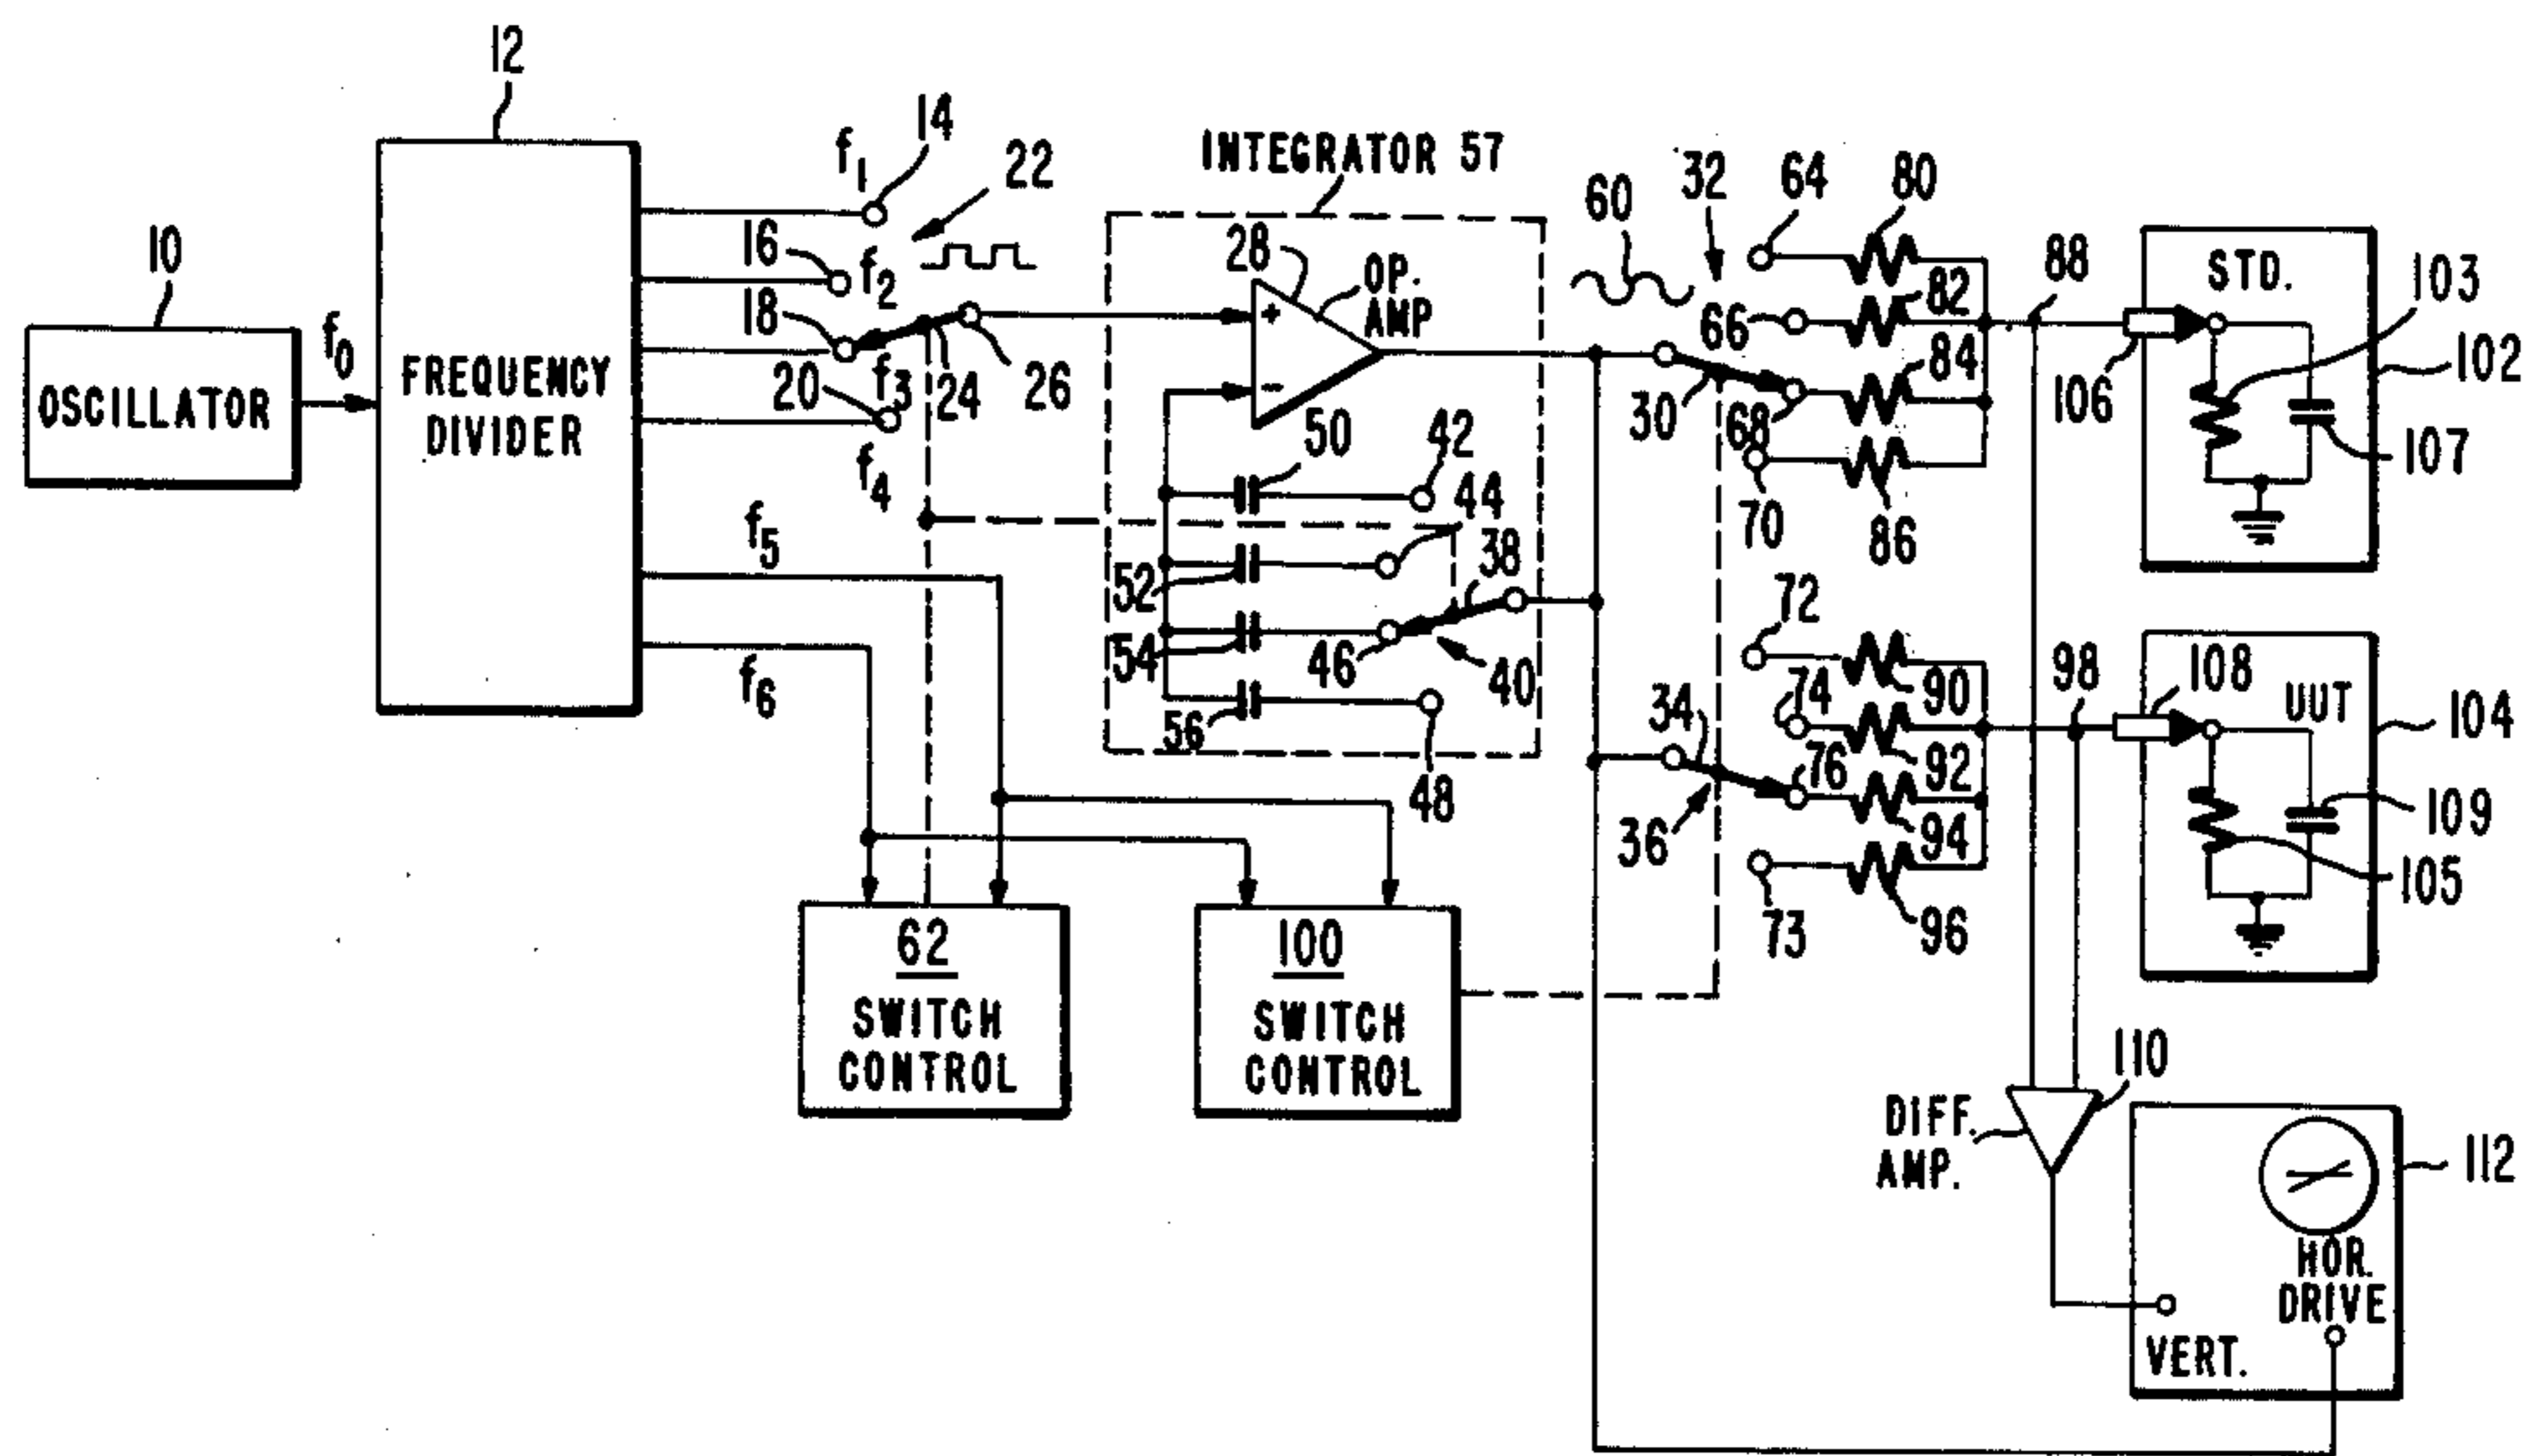 12
10
OSCILLATOR
f0
FREQUENCY
DIVIDER
f1
14
22
16
f2
18
20
f3
24
26
f4
f5
f6
INTEGRATOR 57
28
OP.
AMP
+
-
50
42
44
52
38
54
46
40
56
48
60
32
64
80
66
82
30
68
84
70
86
88
STD.
103
106
102
107
72
90
34
74
92
98
108
UUT
104
76
36
94
109
105
73
96
62
SWITCH
CONTROL
100
SWITCH
CONTROL
DIFF.
AMP.
110
112
HOR.
DRIVE
VERT.